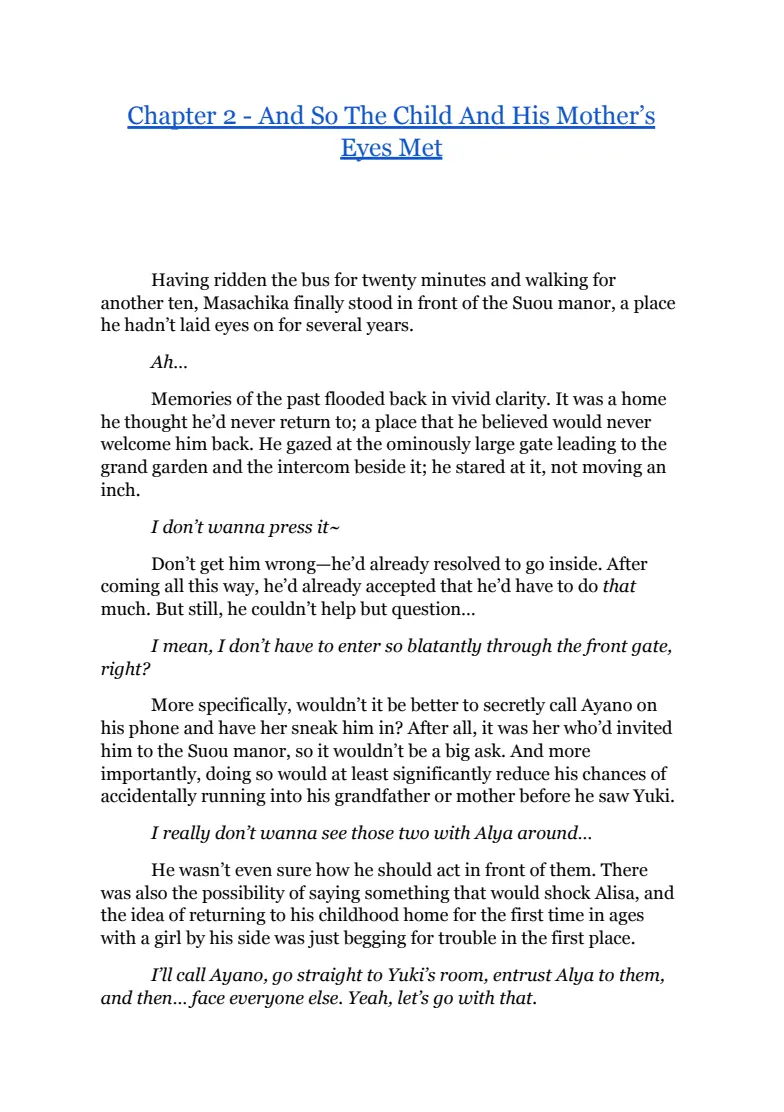 Chapter 2 - And So The Child And His Mother’s
Eyes Met
Having ridden the bus for twenty minutes and walking for
another ten, Masachika finally stood in front of the Suou manor, a place
he hadn’t laid eyes on for several years.
Ah…
Memories of the past flooded back in vivid clarity. It was a home
he thought he’d never return to; a place that he believed would never
welcome him back. He gazed at the ominously large gate leading to the
grand garden and the intercom beside it; he stared at it, not moving an
inch.
I don’t wanna press it~
Don’t get him wrong—he’d already resolved to go inside. After
coming all this way, he’d already accepted that he’d have to do that
much. But still, he couldn’t help but question…
I mean, I don’t have to enter so blatantly through the front gate,
right?
More specifically, wouldn’t it be better to secretly call Ayano on
his phone and have her sneak him in? After all, it was her who’d invited
him to the Suou manor, so it wouldn’t be a big ask. And more
importantly, doing so would at least significantly reduce his chances of
accidentally running into his grandfather or mother before he saw Yuki.
I really don’t wanna see those two with Alya around…
He wasn’t even sure how he should act in front of them. There
was also the possibility of saying something that would shock Alisa, and
the idea of returning to his childhood home for the first time in ages
with a girl by his side was just begging for trouble in the first place.
I’ll call Ayano, go straight to Yuki’s room, entrust Alya to them,
and then… face everyone else. Yeah, let’s go with that.